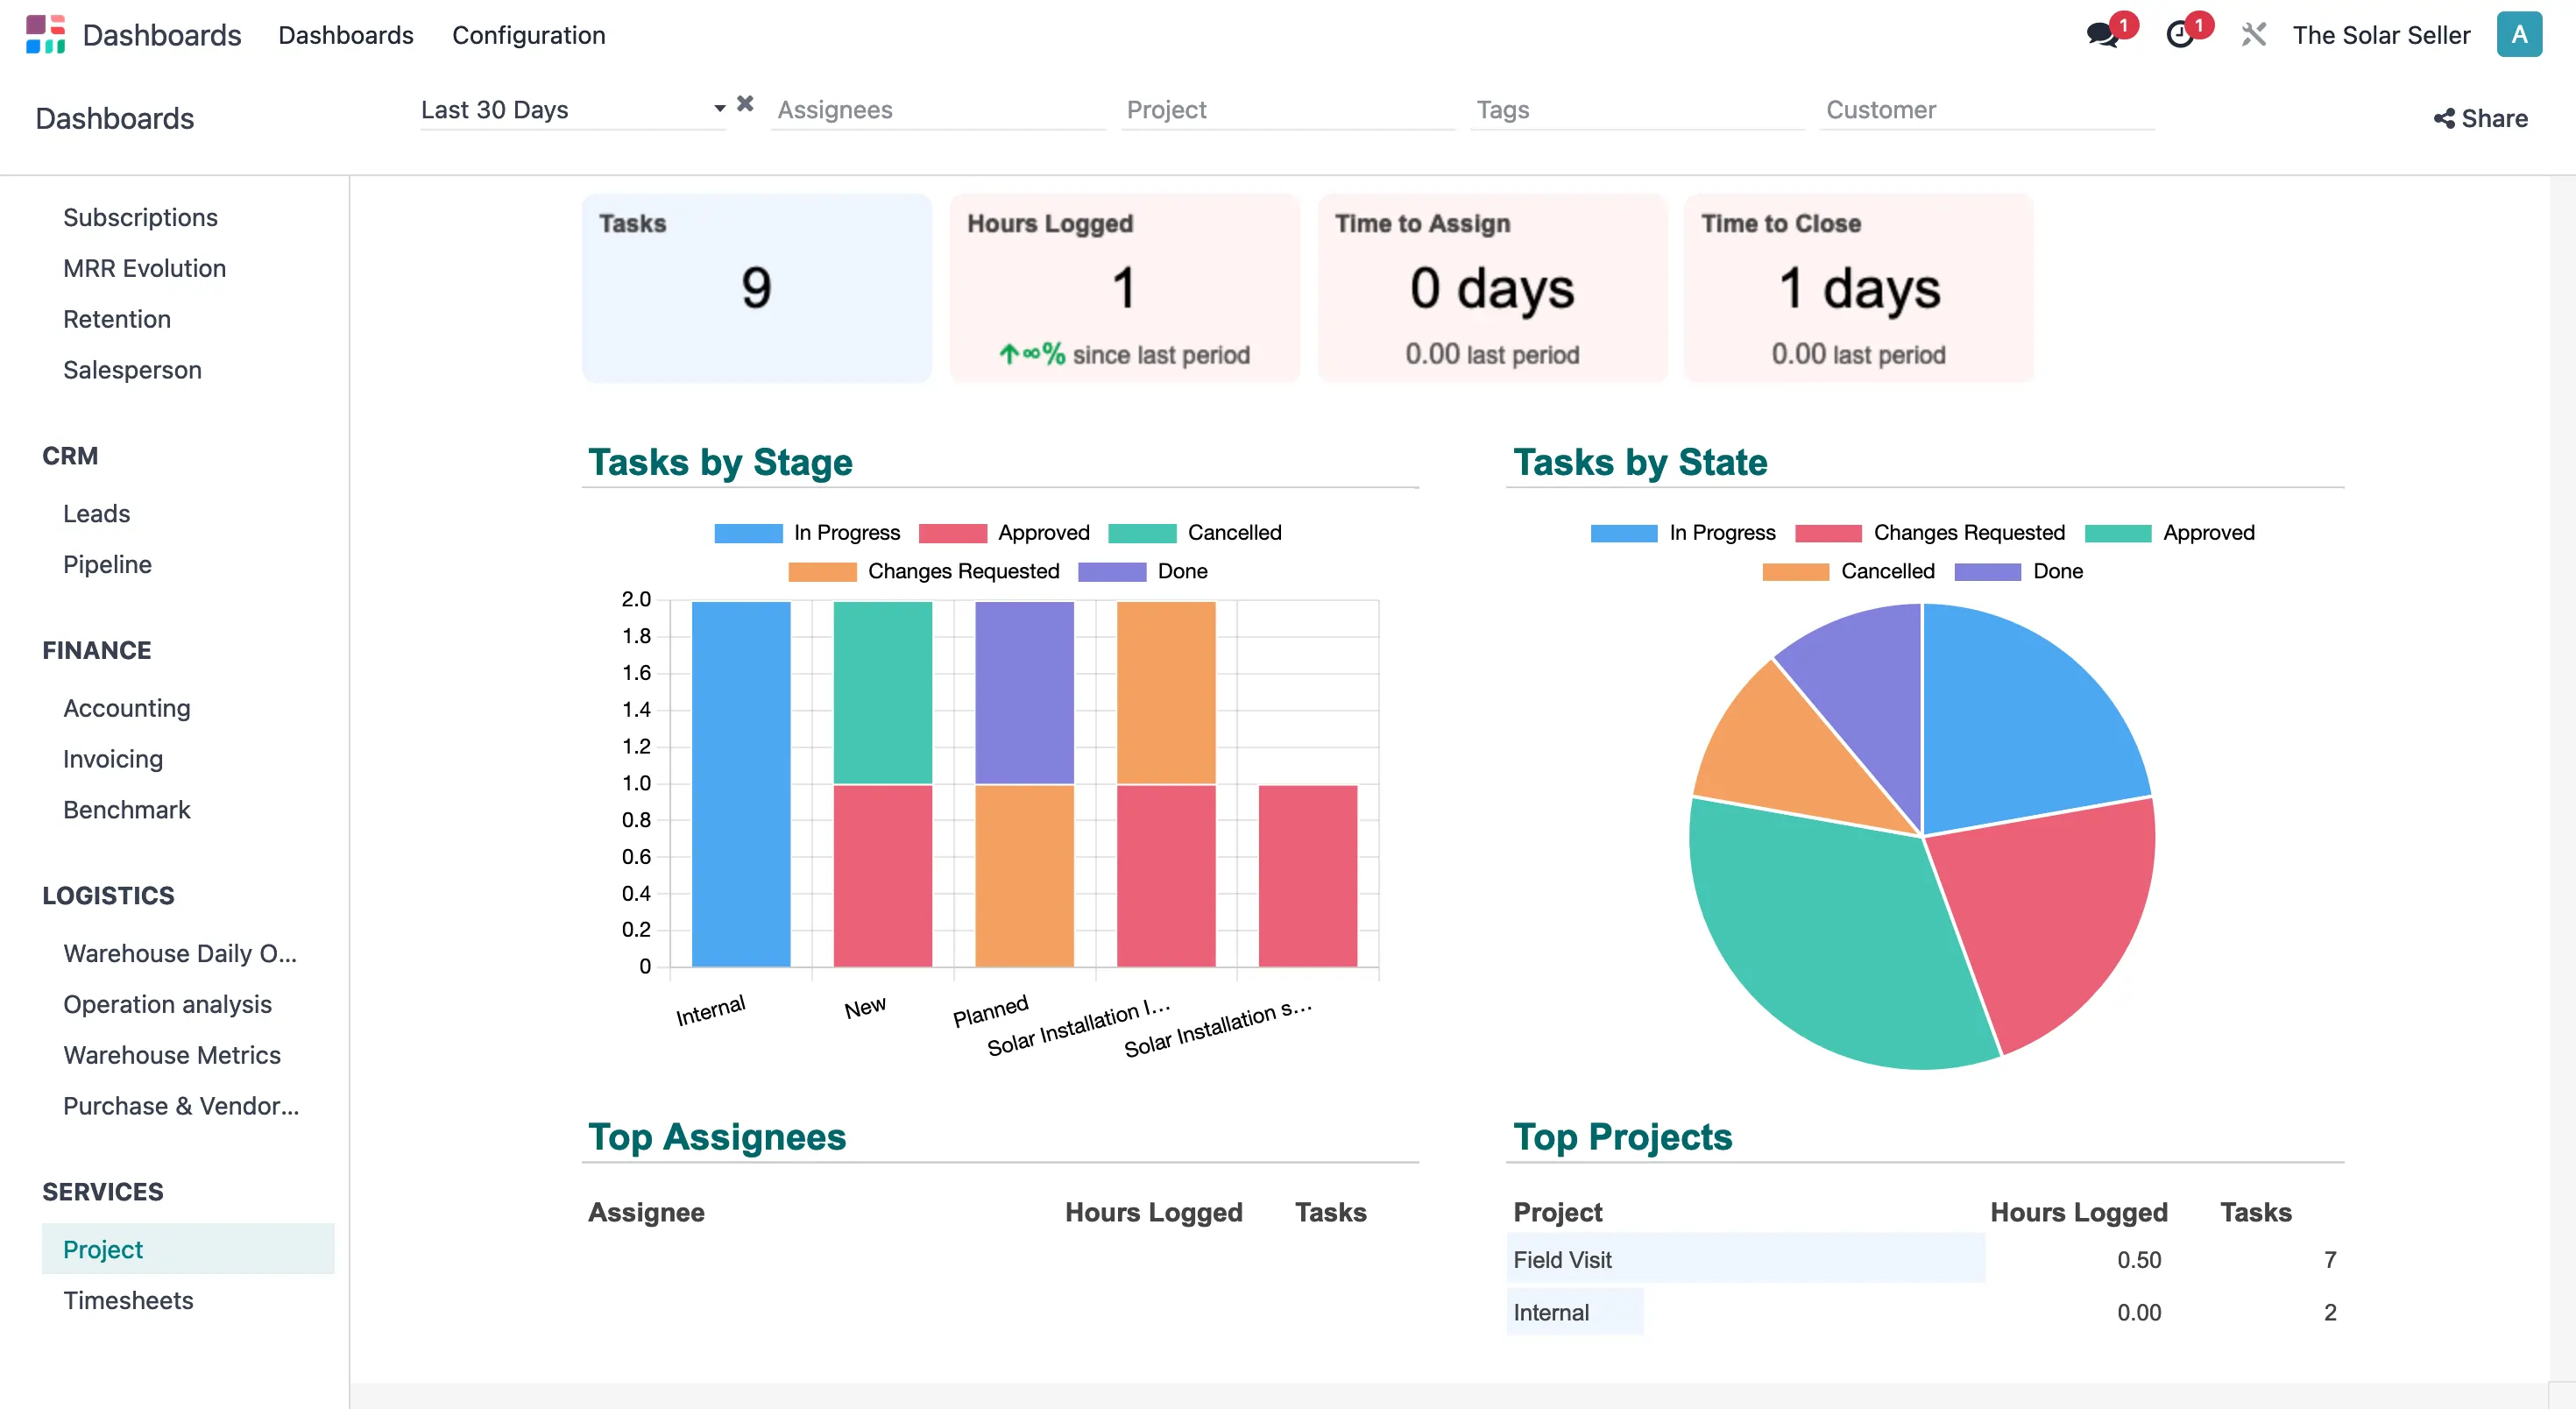 Dashboards Dashboards Configuration 1 1 The Solar Seller A
Dashboards Last 30 Days Assignees Project Tags Customer Share
Subscriptions
MRR Evolution
Retention
Salesperson
CRM
Leads
Pipeline
FINANCE
Accounting
Invoicing
Benchmark
LOGISTICS
Warehouse Daily O...
Operation analysis
Warehouse Metrics
Purchase & Vendor...
SERVICES
Project
Timesheets
Tasks
9
Hours Logged
1
↑∞% since last period
Time to Assign
0 days
0.00 last period
Time to Close
1 days
0.00 last period
Tasks by Stage
In Progress Approved Cancelled
Changes Requested Done
2.0
1.8
1.6
1.4
1.2
1.0
0.8
0.6
0.4
0.2
0
Internal
New
Planned
Solar Installation I...
Solar Installation s...
Tasks by State
In Progress Changes Requested Approved
Cancelled Done
Top Assignees
Assignee Hours Logged Tasks
Top Projects
Project Hours Logged Tasks
Field Visit 0.50 7
Internal 0.00 2